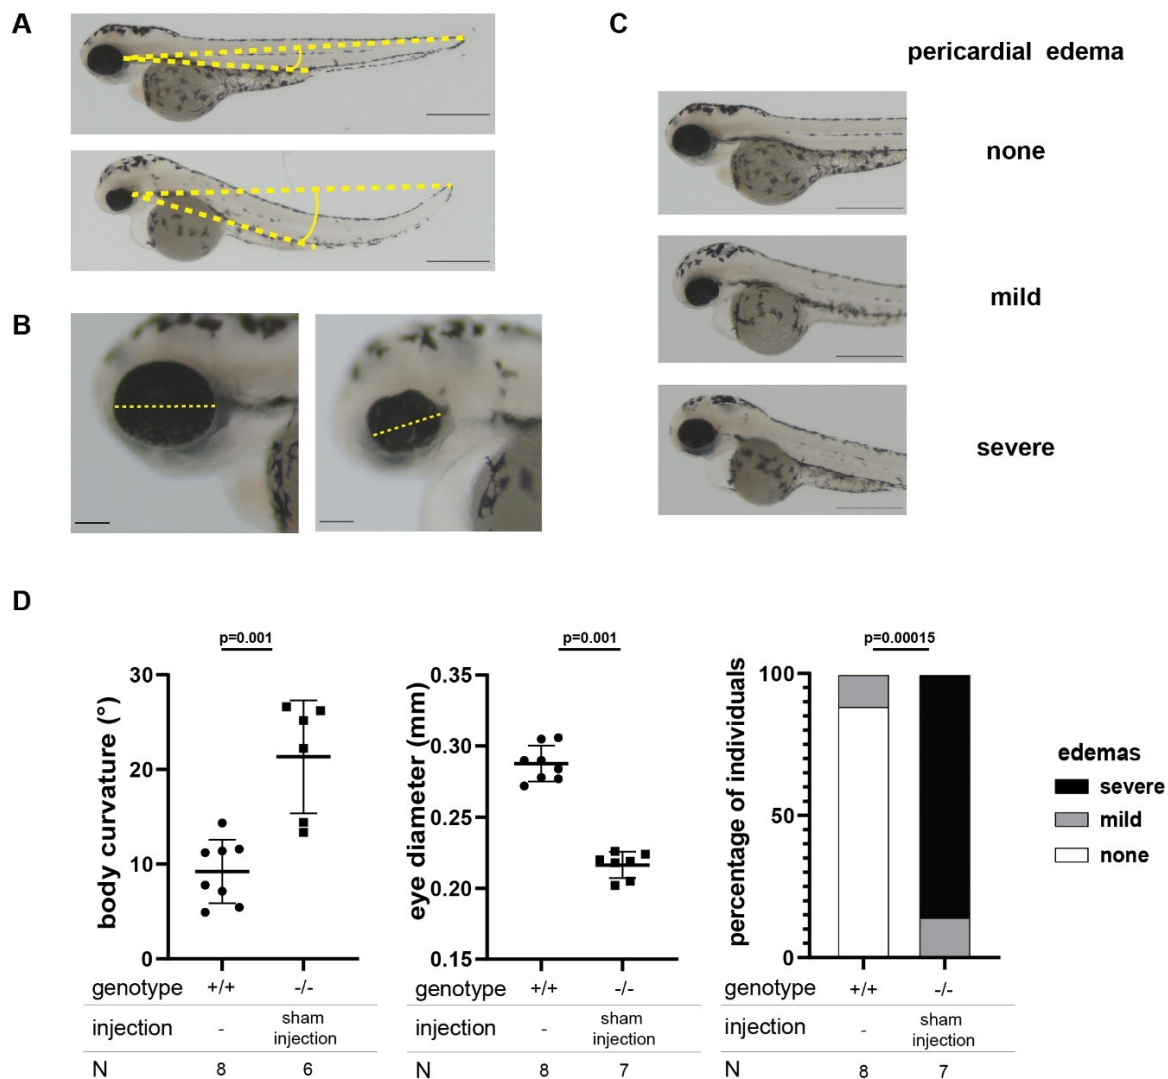 A
C
pericardial edema
none
mild
severe
B
D
p=0.001
p=0.001
p=0.00015
body curvature (°)
30
20
10
0
eye diameter (mm)
0.35
0.30
0.25
0.20
0.15
percentage of individuals
100
50
0
edemas
severe
mild
none
genotype +/+ -/-
injection - sham injection
N 8 6
genotype +/+ -/-
injection - sham injection
N 8 7
genotype +/+ -/-
injection - sham injection
N 8 7